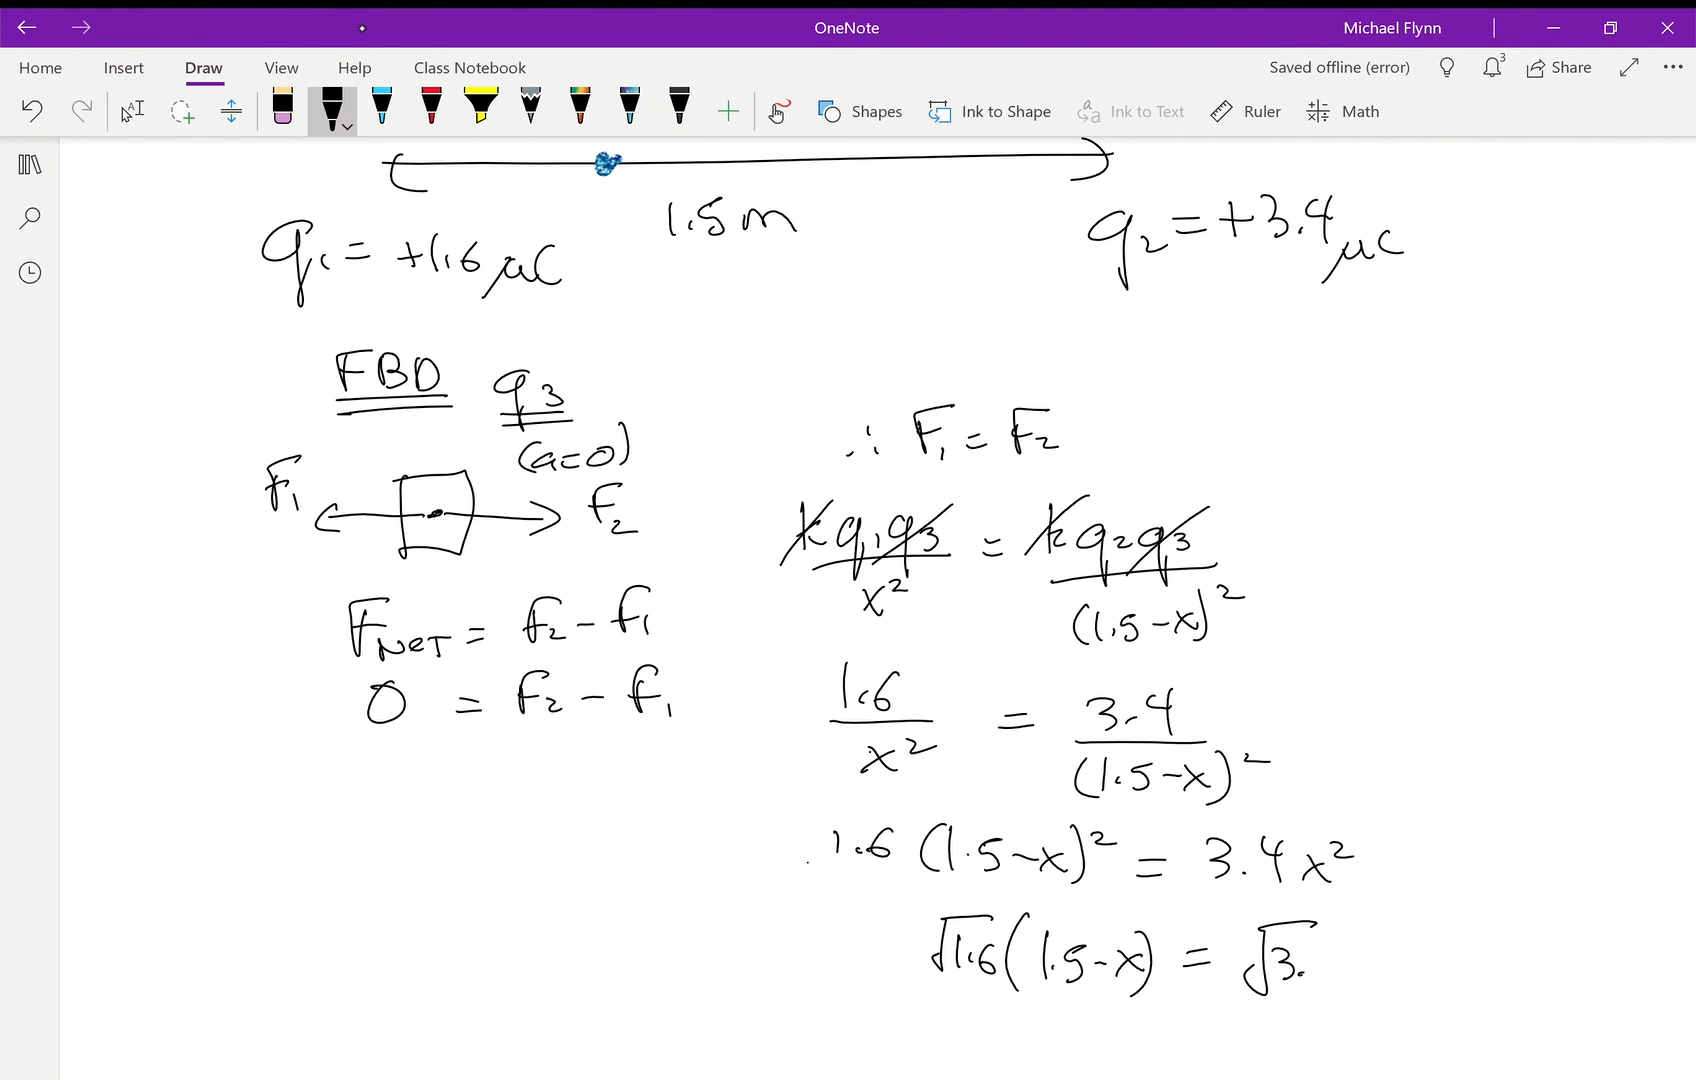 OneNote
Michael Flynn
Home Insert Draw View Help Class Notebook
Saved offline (error) 3 Share
Shapes Ink to Shape Ink to Text Ruler Math
1.5 m
q₁ = +1.6 μC
q₂ = +3.4 μC
FBD q₃
(a=0)
F₁ F₂
F_NET = F₂ - F₁
0 = F₂ - F₁
∴ F₁ = F₂
kq₁q₃/x² = kq₂q₃/(1.5-x)²
1.6/x² = 3.4/(1.5-x)²
1.6 (1.5-x)² = 3.4 x²
√1.6 (1.5-x) = √3.